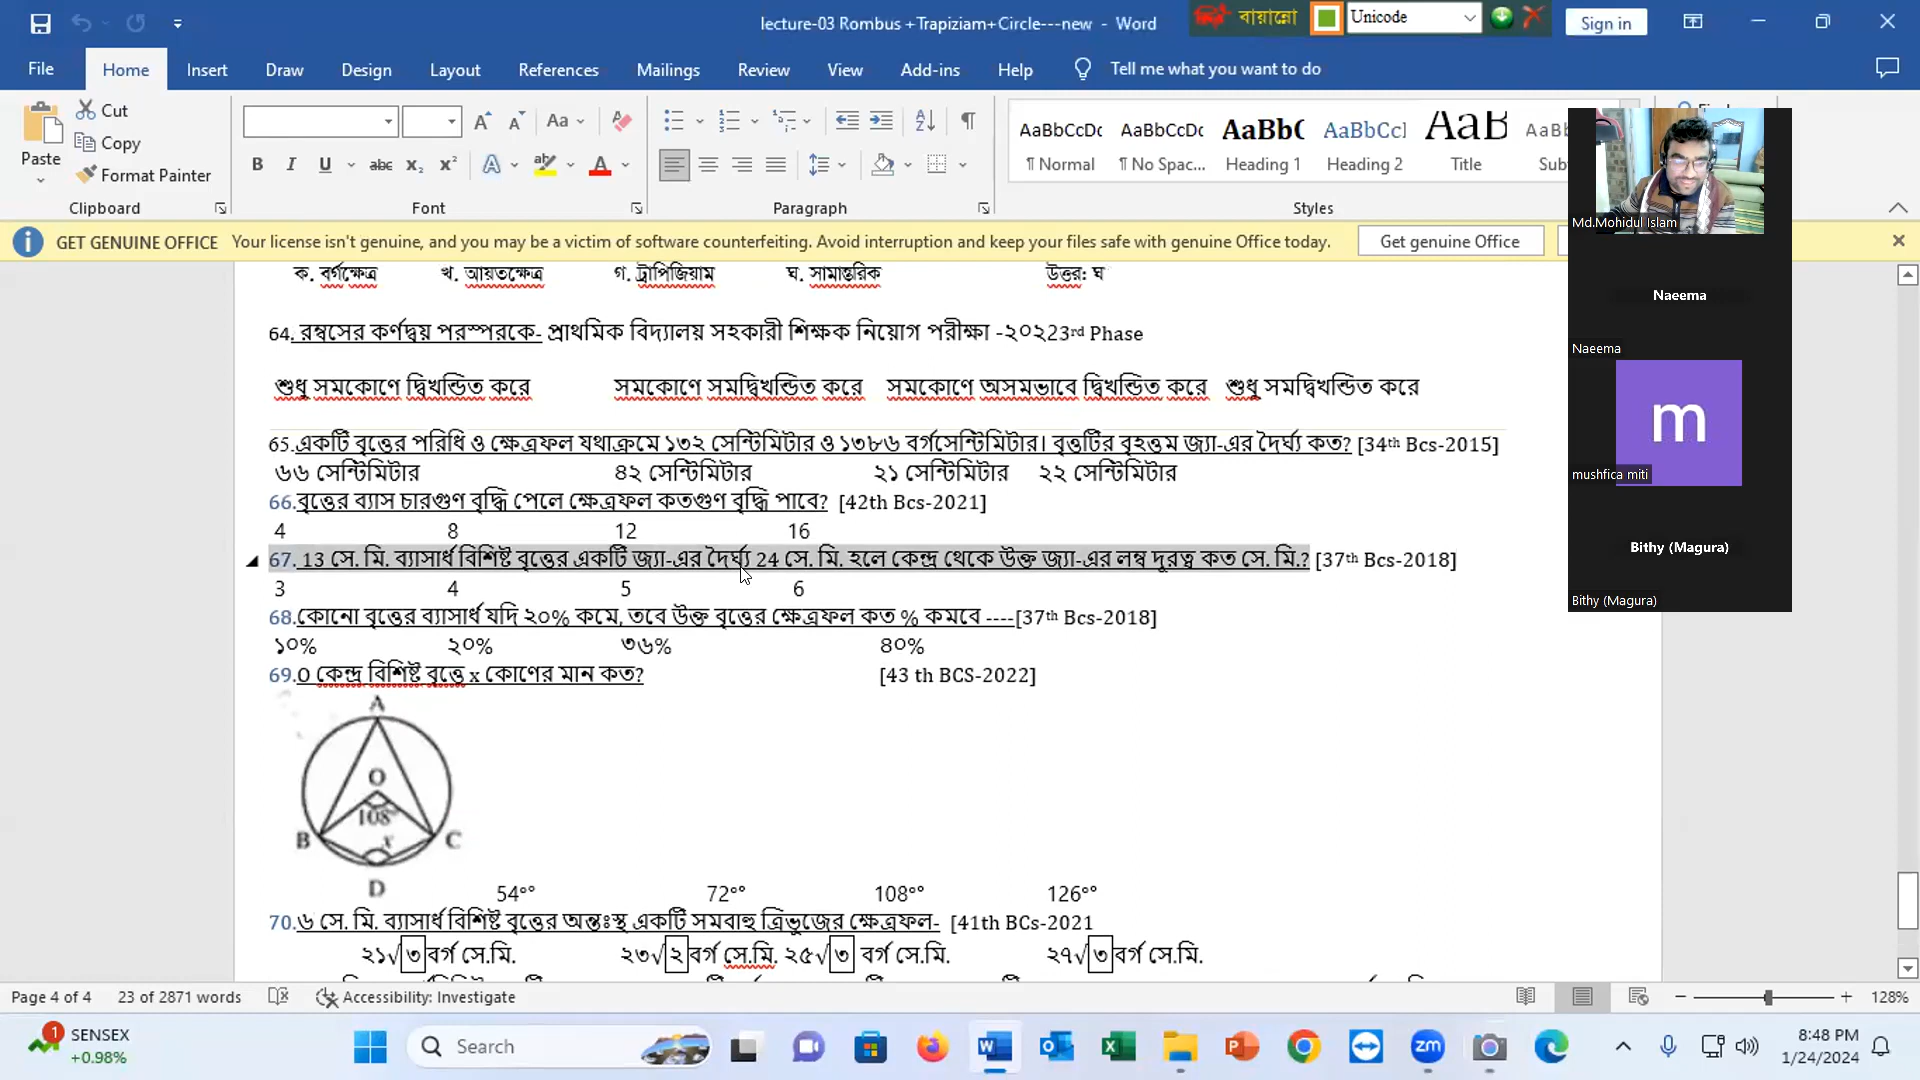 lecture-03 Rombus +Trapiziam+Circle---new - Word
বায়ান্নো
Unicode
Sign in
File Home Insert Draw Design Layout References Mailings Review View Add-ins Help Tell me what you want to do
Cut
Copy
Paste
Format Painter
Clipboard
Font
Paragraph
Styles
AaBbCcDc ¶ Normal
AaBbCcDc ¶ No Spac...
AaBbC Heading 1
AaBbCcI Heading 2
AaB Title
GET GENUINE OFFICE Your license isn't genuine, and you may be a victim of software counterfeiting. Avoid interruption and keep your files safe with genuine Office today. Get genuine Office
ক. বর্গক্ষেত্র খ. আয়তক্ষেত্র গ. ট্রাপিজিয়াম ঘ. সামান্তরিক উত্তর: ঘ
64. রম্বসের কর্ণদ্বয় পরস্পরকে- প্রাথমিক বিদ্যালয় সহকারী শিক্ষক নিয়োগ পরীক্ষা -২০২23rd Phase
শুধু সমকোণে দ্বিখন্ডিত করে সমকোণে সমদ্বিখন্ডিত করে সমকোণে অসমভাবে দ্বিখন্ডিত করে শুধু সমদ্বিখন্ডিত করে
65.একটি বৃত্তের পরিধি ও ক্ষেত্রফল যথাক্রমে ১৩২ সেন্টিমিটার ও ১৩৮৬ বর্গসেন্টিমিটার। বৃত্তটির বৃহত্তম জ্যা-এর দৈর্ঘ্য কত? [34th Bcs-2015]
৬৬ সেন্টিমিটার ৪২ সেন্টিমিটার ২১ সেন্টিমিটার ২২ সেন্টিমিটার
66.বৃত্তের ব্যাস চারগুণ বৃদ্ধি পেলে ক্ষেত্রফল কতগুণ বৃদ্ধি পাবে? [42th Bcs-2021]
4 8 12 16
67. 13 সে. মি. ব্যাসার্ধ বিশিষ্ট বৃত্তের একটি জ্যা-এর দৈর্ঘ্য 24 সে. মি. হলে কেন্দ্র থেকে উক্ত জ্যা-এর লম্ব দূরত্ব কত সে. মি.? [37th Bcs-2018]
3 4 5 6
68.কোনো বৃত্তের ব্যাসার্ধ যদি ২০% কমে, তবে উক্ত বৃত্তের ক্ষেত্রফল কত % কমবে ----[37th Bcs-2018]
১০% ২০% ৩৬% ৪০%
69.O কেন্দ্র বিশিষ্ট বৃত্তে x কোণের মান কত? [43 th BCS-2022]
A
O
108°
B x C
D
54°° 72°° 108°° 126°°
70.৬ সে. মি. ব্যাসার্ধ বিশিষ্ট বৃত্তের অন্তঃস্থ একটি সমবাহু ত্রিভুজের ক্ষেত্রফল- [41th BCs-2021
২১√৩ বর্গ সে.মি. ২৩√২ বর্গ সে.মি. ২৫√৩ বর্গ সে.মি. ২৭√৩ বর্গ সে.মি.
Md.Mohidul Islam
Naeema
Naeema
m
mushfica miti
Bithy (Magura)
Bithy (Magura)
Page 4 of 4 23 of 2871 words Accessibility: Investigate 128%
1 SENSEX
+0.98%
Search
zm
8:48 PM
1/24/2024